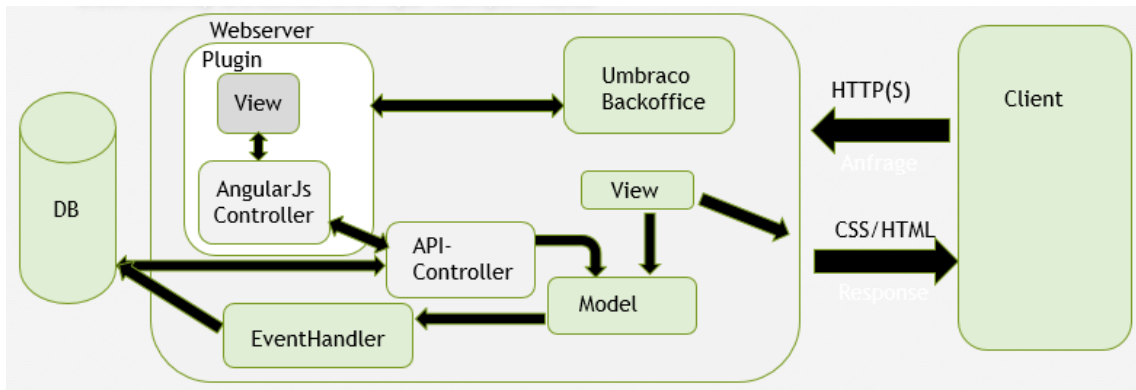 Webserver
Plugin
View
Umbraco
Backoffice
HTTP(S)
Client
Anfrage
AngularJs
Controller
View
DB
API-
Controller
CSS/HTML
Response
Model
EventHandler